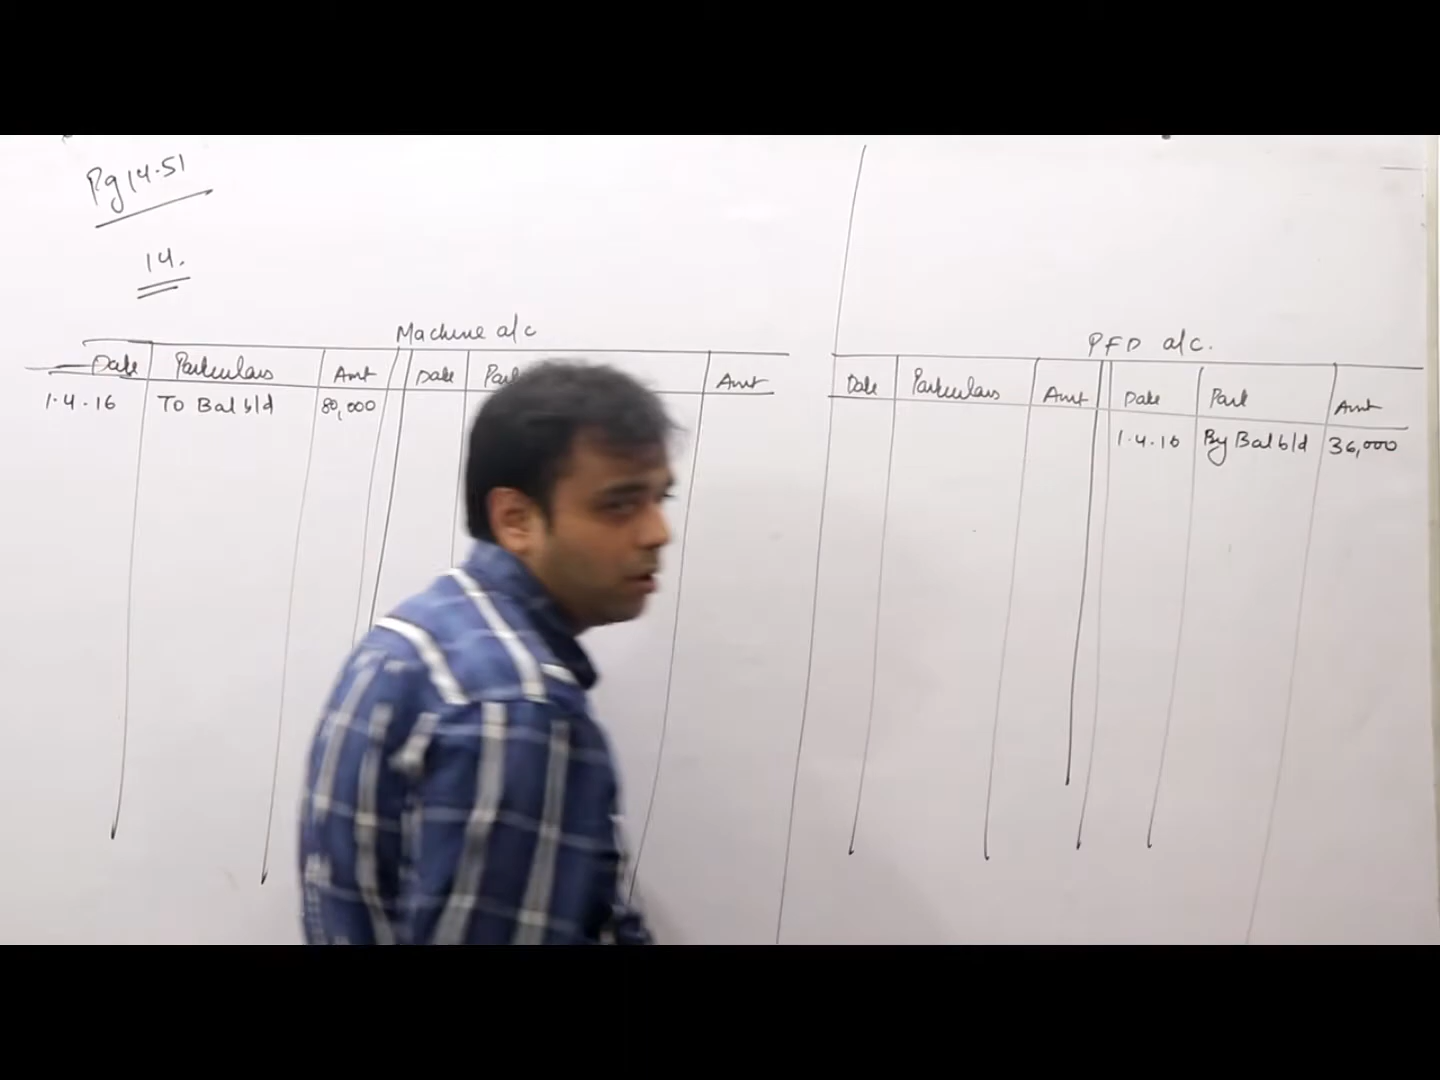 Pg 14.51
14.
Machine a/c
Date Particulars Amt Date Amt
1.4.16 To Bal b/d 80,000
PFD a/c.
Date Particulars Amt Date Part Amt
1.4.16 By Bal b/d 36,000